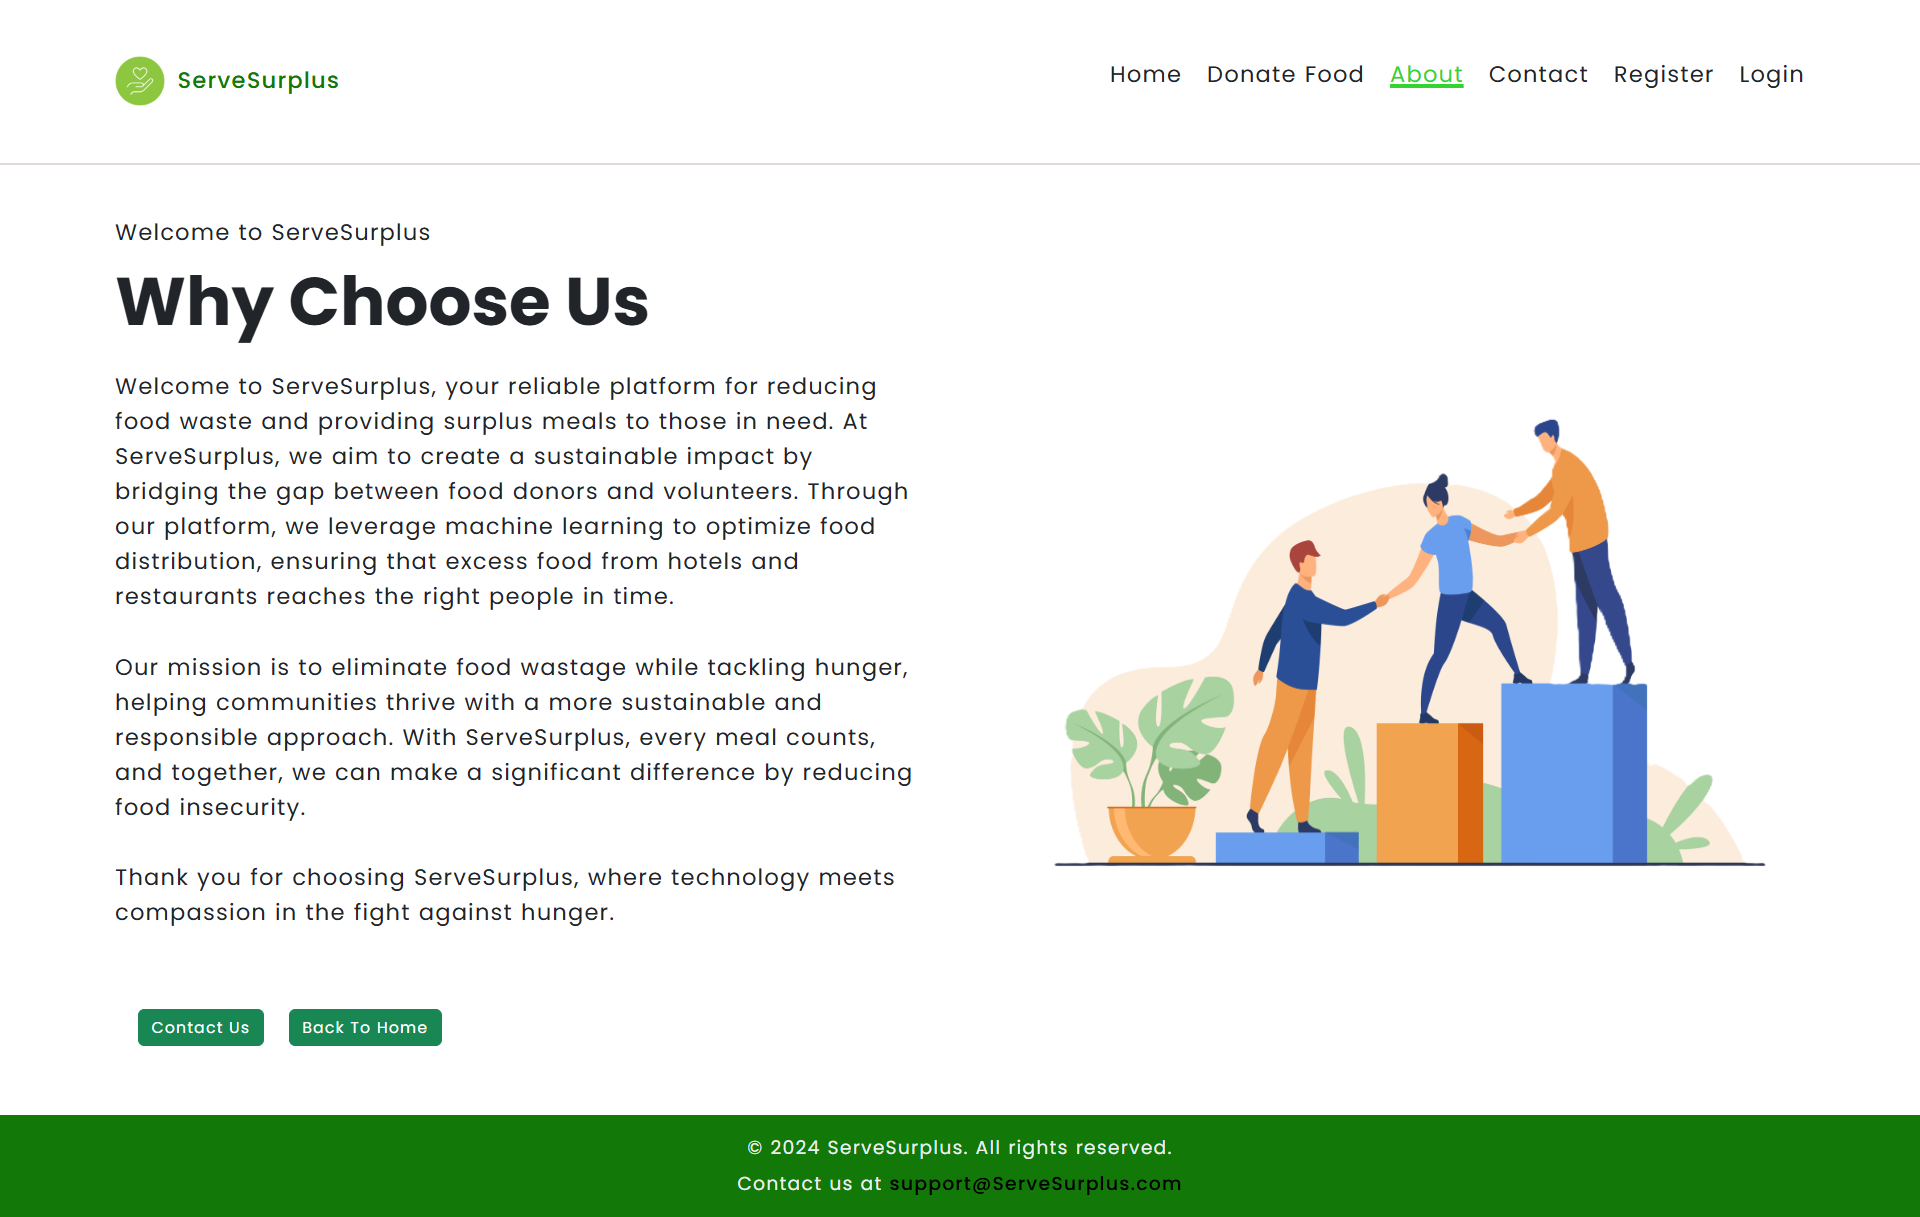 ServeSurplus
Home Donate Food About Contact Register Login
Welcome to ServeSurplus
Why Choose Us
Welcome to ServeSurplus, your reliable platform for reducing
food waste and providing surplus meals to those in need. At
ServeSurplus, we aim to create a sustainable impact by
bridging the gap between food donors and volunteers. Through
our platform, we leverage machine learning to optimize food
distribution, ensuring that excess food from hotels and
restaurants reaches the right people in time.
Our mission is to eliminate food wastage while tackling hunger,
helping communities thrive with a more sustainable and
responsible approach. With ServeSurplus, every meal counts,
and together, we can make a significant difference by reducing
food insecurity.
Thank you for choosing ServeSurplus, where technology meets
compassion in the fight against hunger.
Contact Us Back To Home
© 2024 ServeSurplus. All rights reserved.
Contact us at support@ServeSurplus.com